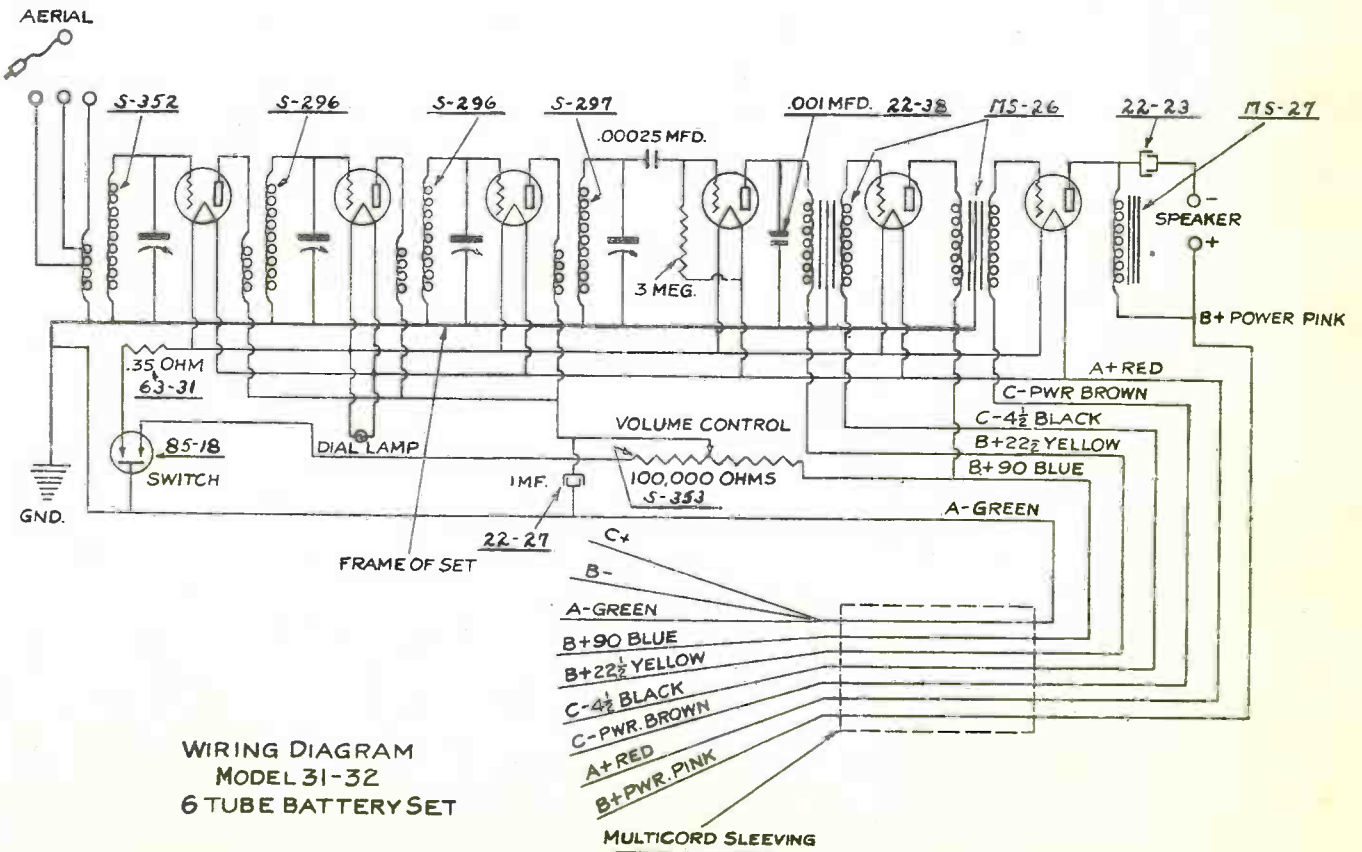 AERIAL
S-352
S-296
S-296
S-297
.00025 MFD.
.001 MFD. 22-38
MS-26
22-23
MS-27
3 MEG.
-
SPEAKER
+
B+ POWER PINK
.35 OHM
63-31
A+RED
C-PWR BROWN
C-4½ BLACK
B+22½ YELLOW
B+90 BLUE
VOLUME CONTROL
DIAL LAMP
85-18
SWITCH
1MF.
100,000 OHMS
S-353
GND.
22-27
A-GREEN
FRAME OF SET
C+
B-
A-GREEN
B+90 BLUE
B+22½ YELLOW
C-4½ BLACK
C-PWR. BROWN
A+RED
B+PWR. PINK
WIRING DIAGRAM
MODEL 31-32
6 TUBE BATTERY SET
MULTICORD SLEEVING